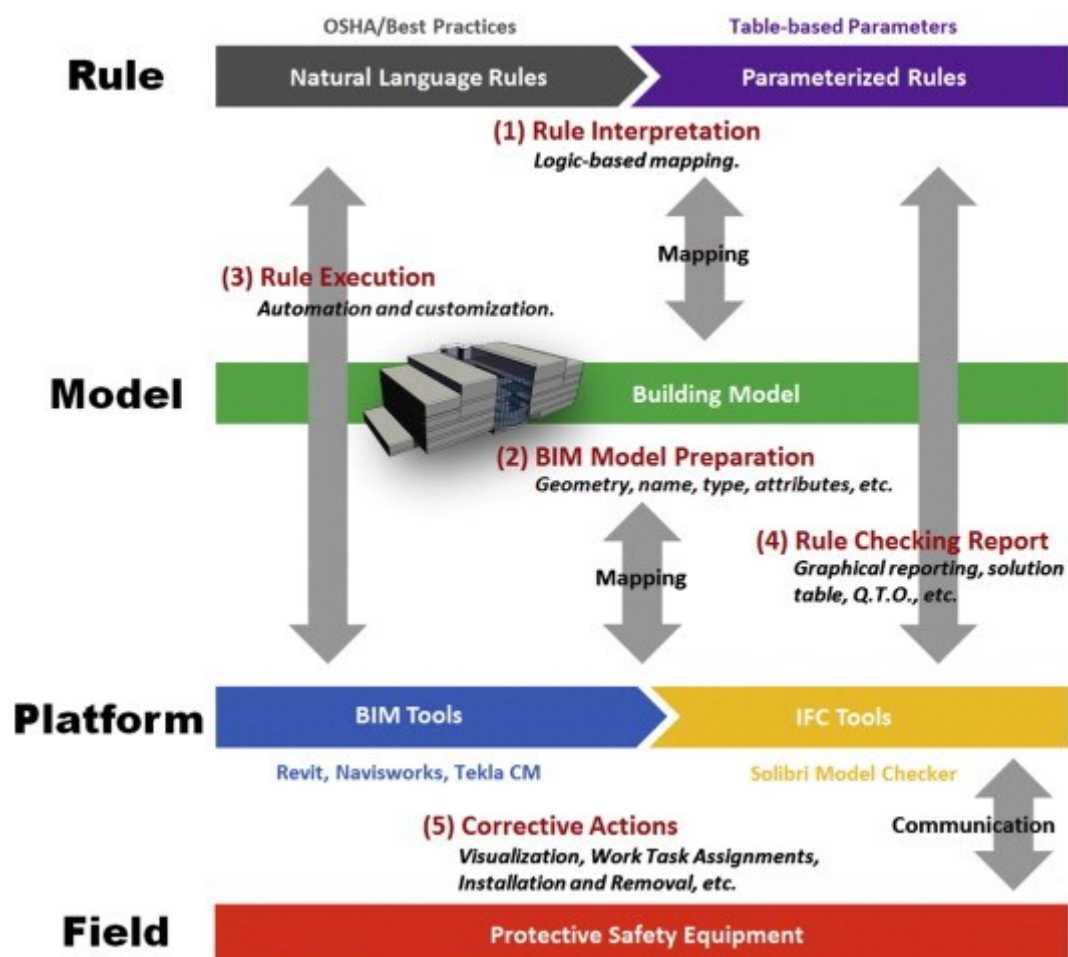 OSHA/Best Practices
Table-based Parameters
Rule
Natural Language Rules
Parameterized Rules
(1) Rule Interpretation
Logic-based mapping.
Mapping
(3) Rule Execution
Automation and customization.
Model
Building Model
(2) BIM Model Preparation
Geometry, name, type, attributes, etc.
Mapping
(4) Rule Checking Report
Graphical reporting, solution
table, Q.T.O., etc.
Platform
BIM Tools
IFC Tools
Revit, Navisworks, Tekla CM
Solibri Model Checker
Communication
(5) Corrective Actions
Visualization, Work Task Assignments,
Installation and Removal, etc.
Field
Protective Safety Equipment